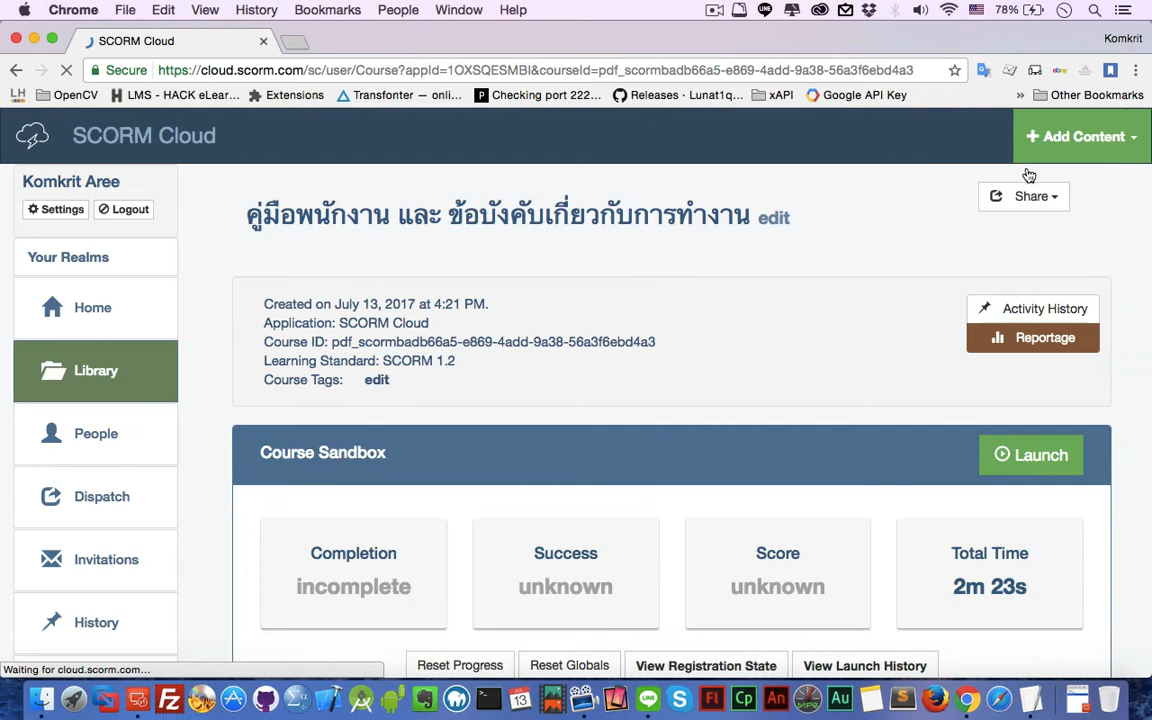 Chrome File Edit View History Bookmarks People Window Help 78%
SCORM Cloud Komkrit
Secure https://cloud.scorm.com/sc/user/Course?appId=1OXSQESMBI&courseId=pdf_scormbadb66a5-e869-4add-9a38-56a3f6ebd4a3
LH OpenCV LMS - HACK eLear... Extensions Transfonter — onli... Checking port 222... Releases · Lunat1q... xAPI Google API Key » Other Bookmarks
SCORM Cloud
+ Add Content
Komkrit Aree
Settings Logout
Share
คู่มือพนักงาน และ ข้อบังคับเกี่ยวกับการทำงาน edit
Your Realms
Home
Library
People
Dispatch
Invitations
History
Created on July 13, 2017 at 4:21 PM.
Application: SCORM Cloud
Course ID: pdf_scormbadb66a5-e869-4add-9a38-56a3f6ebd4a3
Learning Standard: SCORM 1.2
Course Tags: edit
Activity History
Reportage
Course Sandbox
Launch
Completion
incomplete
Success
unknown
Score
unknown
Total Time
2m 23s
Reset Progress Reset Globals View Registration State View Launch History
Waiting for cloud.scorm.com...
13 Fl Cp An Au